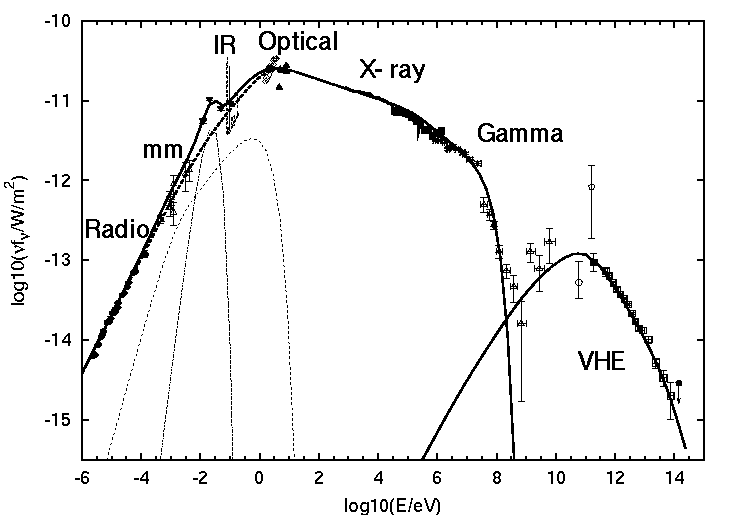 -10
-11
-12
-13
-14
-15
log10(νfν/W/m²)
IR
Optical
X- ray
Gamma
mm
Radio
VHE
-6 -4 -2 0 2 4 6 8 10 12 14
log10(E/eV)